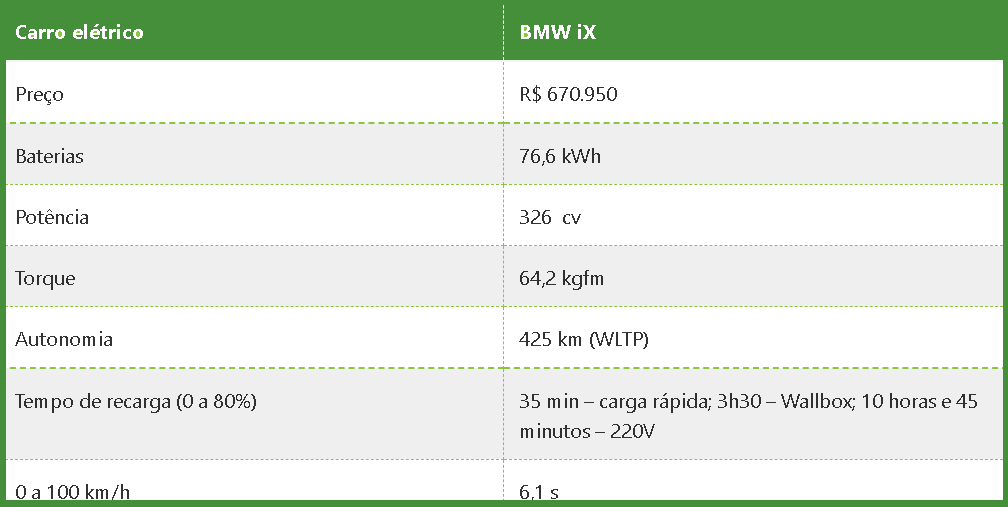 Carro elétrico BMW iX
Preço R$ 670.950
Baterias 76,6 kWh
Potência 326 cv
Torque 64,2 kgfm
Autonomia 425 km (WLTP)
Tempo de recarga (0 a 80%) 35 min – carga rápida; 3h30 – Wallbox; 10 horas e 45
minutos – 220V
0 a 100 km/h 6,1 s